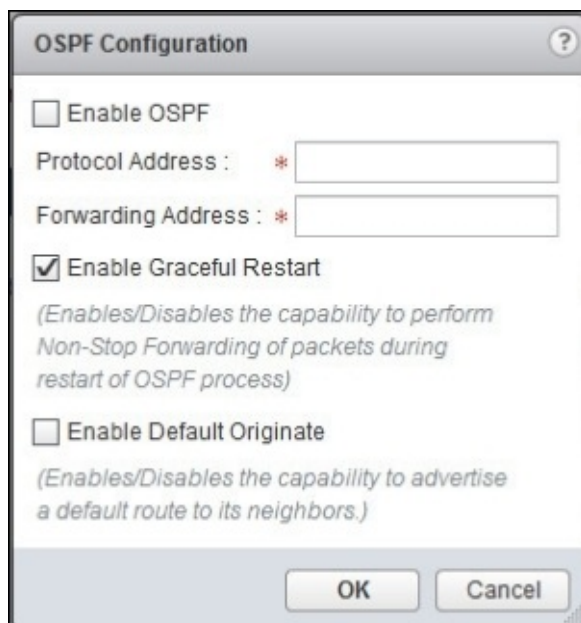 OSPF Configuration ?
Enable OSPF
Protocol Address : *
Forwarding Address : *
Enable Graceful Restart
(Enables/Disables the capability to perform
Non-Stop Forwarding of packets during
restart of OSPF process)
Enable Default Originate
(Enables/Disables the capability to advertise
a default route to its neighbors.)
OK Cancel